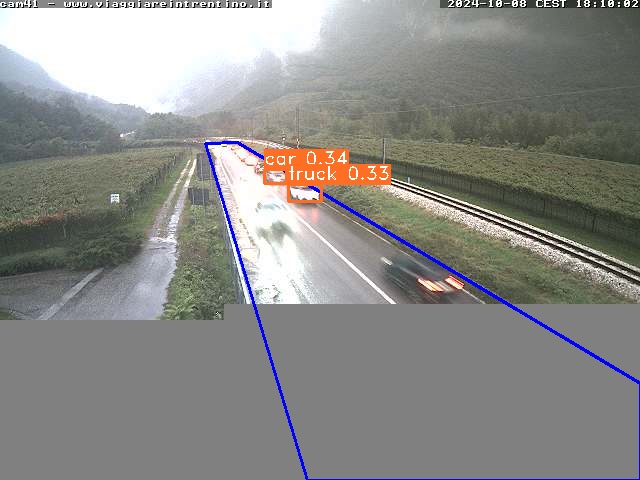 cam41 - www.viaggiareintrentino.it
2024-10-08 CEST 18:10:02
car 0.34
truck 0.33